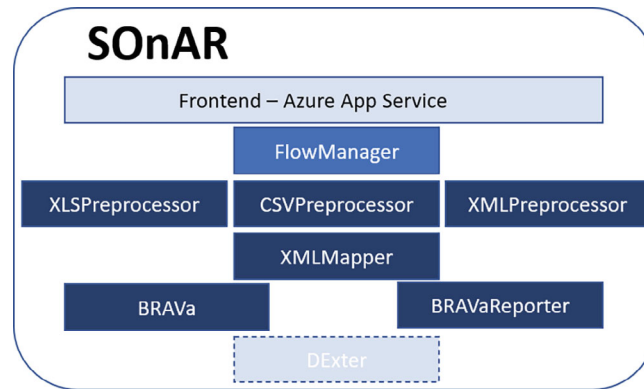 SOnAR
Frontend – Azure App Service
FlowManager
XLSPreprocessor CSVPreprocessor XMLPreprocessor
XMLMapper
BRAVa BRAVaReporter
DExter